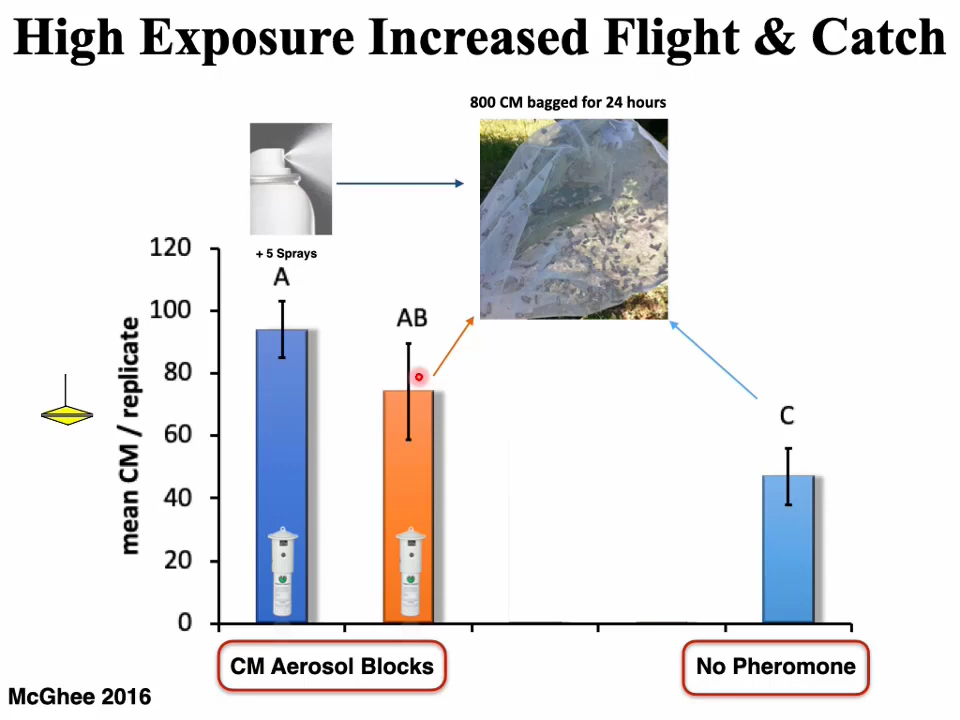 High Exposure Increased Flight & Catch
800 CM bagged for 24 hours
+ 5 Sprays
mean CM / replicate
120
100
80
60
40
20
0
A
AB
C
CM Aerosol Blocks
No Pheromone
McGhee 2016